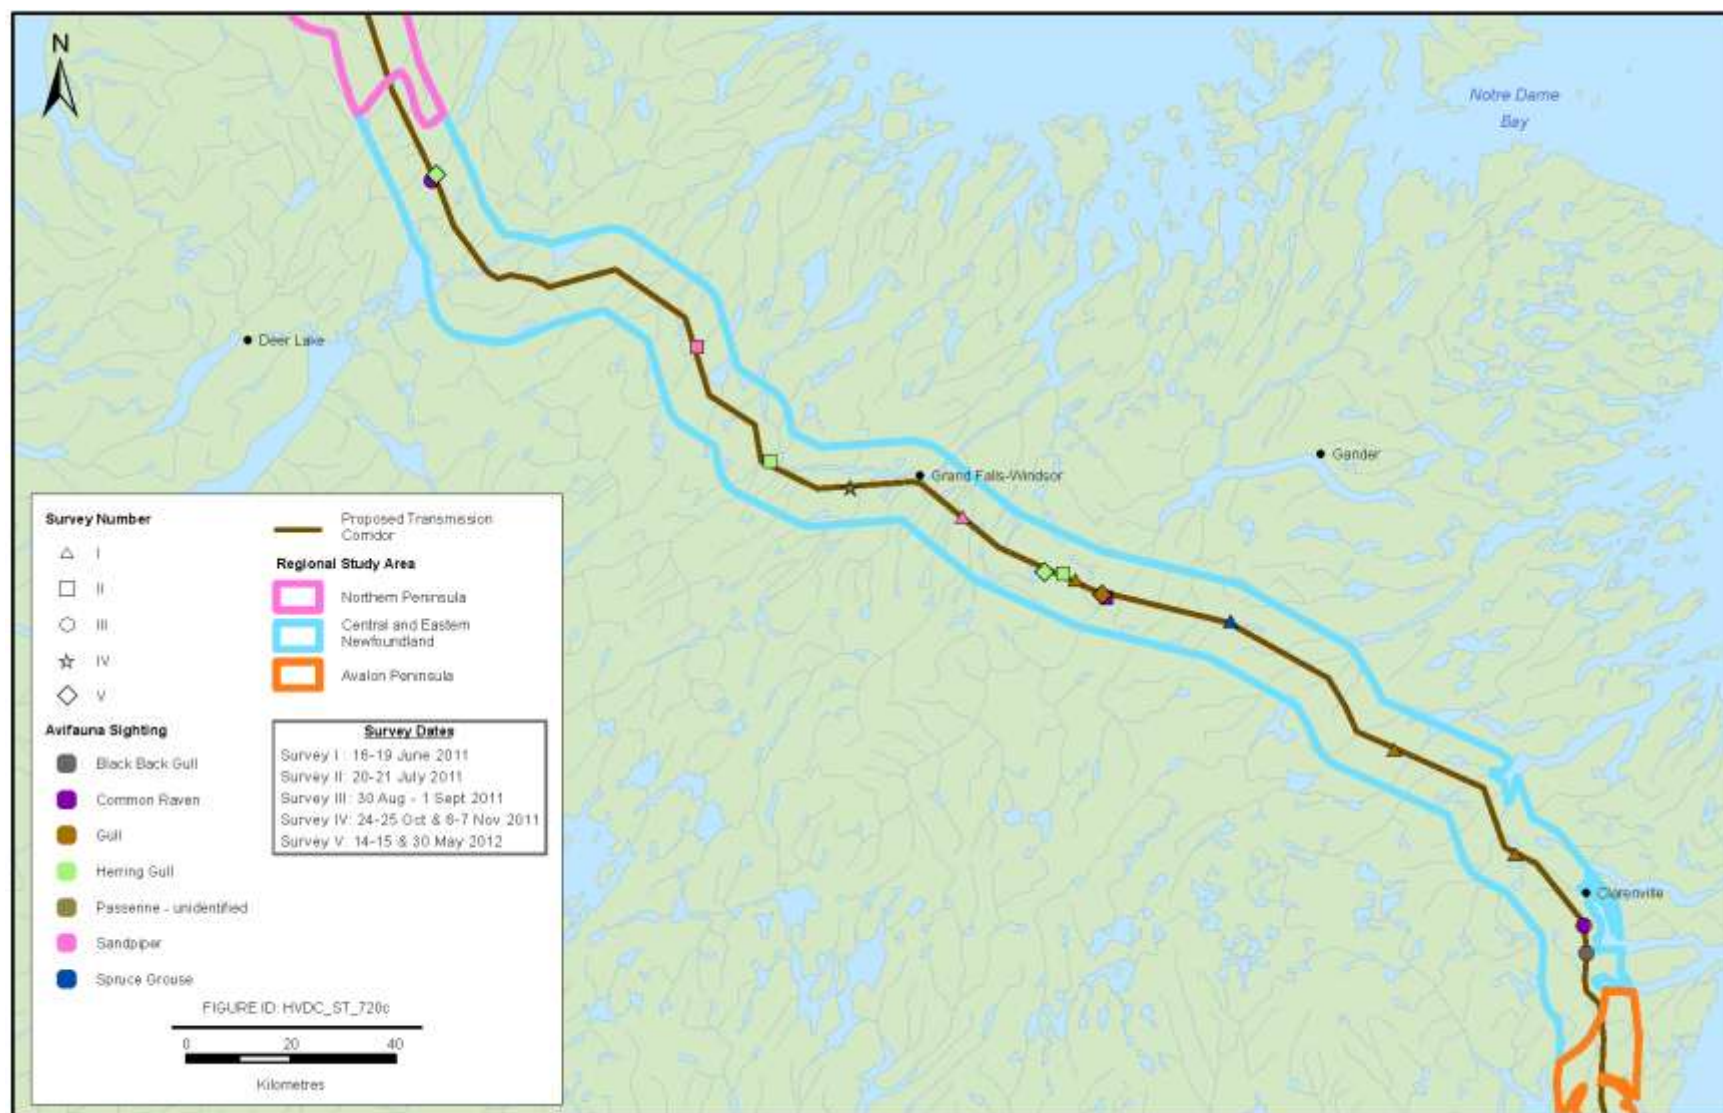 N
Notre Dame
Bay
Deer Lake
Grand Falls-Windsor
Gander
Clarenville
Survey Number
I
II
III
IV
V
Proposed Transmission
Corridor
Regional Study Area
Northern Peninsula
Central and Eastern
Newfoundland
Avalon Peninsula
Avifauna Sighting
Black Back Gull
Common Raven
Gull
Herring Gull
Passerine - unidentified
Sandpiper
Spruce Grouse
Survey Dates
Survey I : 16-19 June 2011
Survey II: 20-21 July 2011
Survey III: 30 Aug - 1 Sept 2011
Survey IV: 24-25 Oct & 6-7 Nov 2011
Survey V: 14-15 & 30 May 2012
FIGURE ID: HVDC_ST_720c
0 20 40
Kilometres